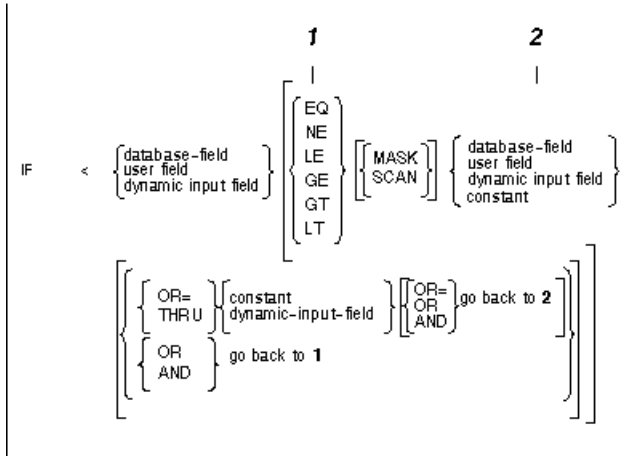 1 2
EQ
NE
LE
GE
GT
LT
IF < database-field
user field
dynamic input field
MASK
SCAN
database-field
user field
dynamic input field
constant
OR=
THRU
constant
dynamic-input-field
OR=
OR
AND
go back to 2
OR
AND
go back to 1